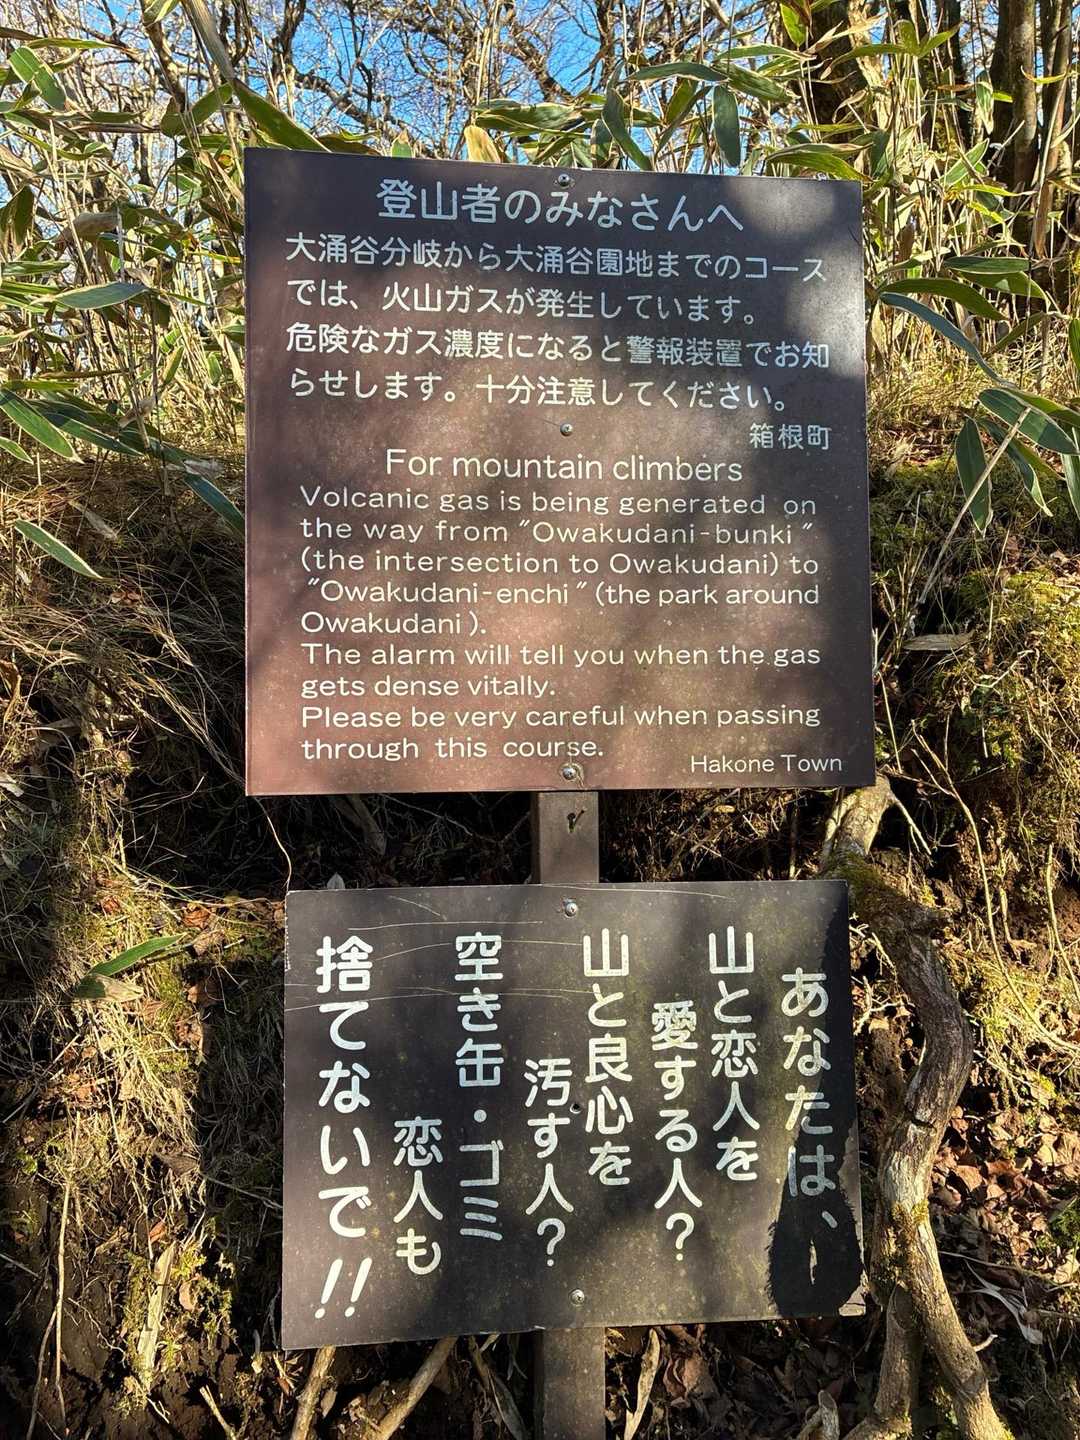 登山者のみなさんへ
大涌谷分岐から大涌谷園地までのコース
では、火山ガスが発生しています。
危険なガス濃度になると警報装置でお知
らせします。十分注意してください。
箱根町
For mountain climbers
Volcanic gas is being generated on
the way from "Owakudani-bunki"
(the intersection to Owakudani) to
"Owakudani-enchi" (the park around
Owakudani).
The alarm will tell you when the gas
gets dense vitally.
Please be very careful when passing
through this course.
Hakone Town
あなたは、
山と恋人を
愛する人?
山と良心を
汚す人?
空き缶・ゴミ
恋人も
捨てないで!!